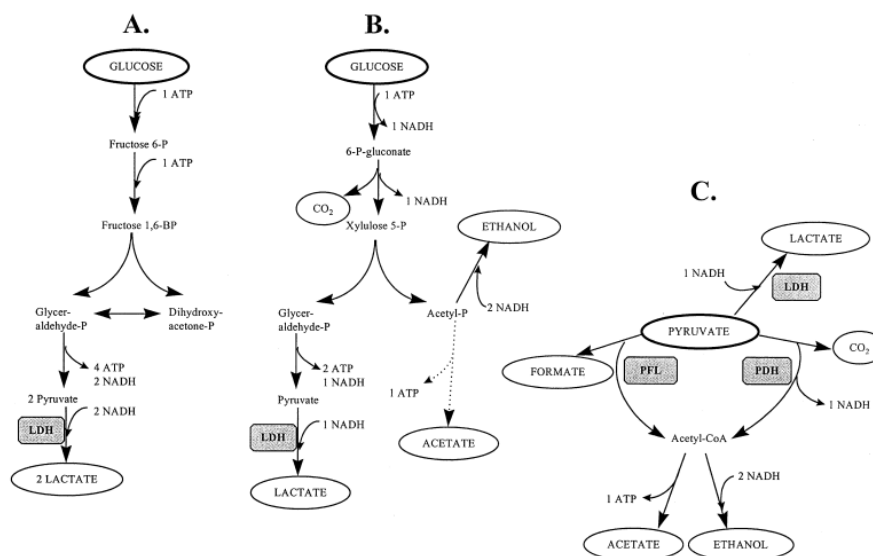 A.
GLUCOSE
1 ATP
Fructose 6-P
1 ATP
Fructose 1,6-BP
Glycer-
aldehyde-P
Dihydroxy-
acetone-P
4 ATP
2 NADH
2 Pyruvate
LDH
2 NADH
2 LACTATE
B.
GLUCOSE
1 ATP
1 NADH
6-P-gluconate
CO₂
1 NADH
Xylulose 5-P
ETHANOL
2 NADH
Glycer-
aldehyde-P
Acetyl-P
2 ATP
1 NADH
1 ATP
Pyruvate
LDH
1 NADH
ACETATE
LACTATE
C.
LACTATE
1 NADH
LDH
PYRUVATE
CO₂
FORMATE
PFL
PDH
1 NADH
Acetyl-CoA
1 ATP
2 NADH
ACETATE
ETHANOL